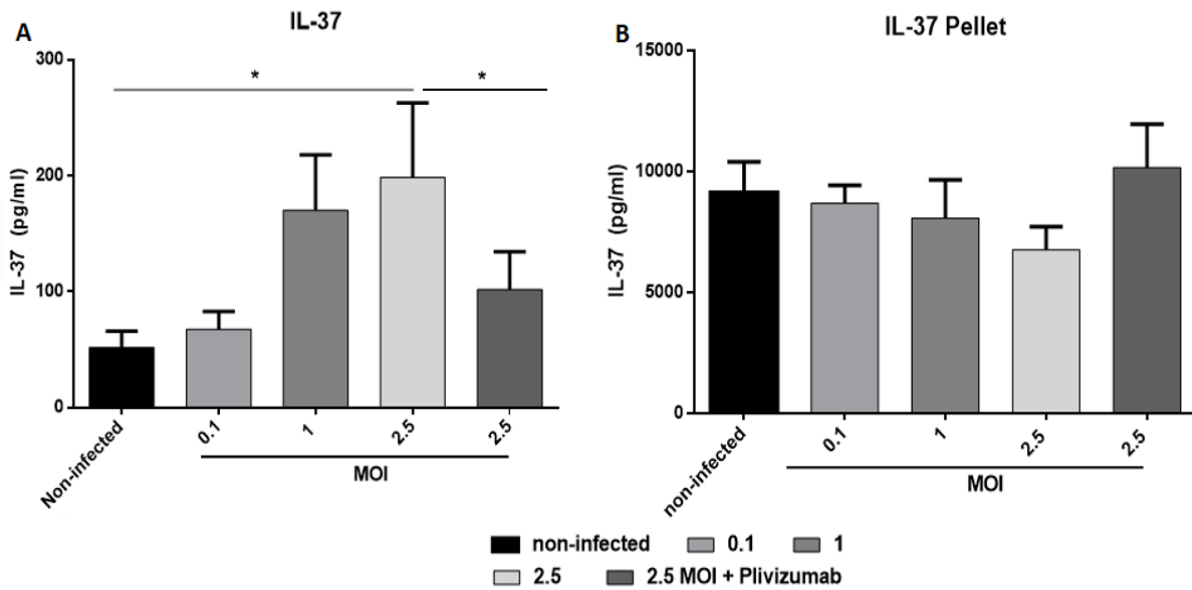 A
IL-37
300
200
100
0
IL-37 (pg/ml)
*
*
Non-infected
0.1
1
2.5
2.5
MOI
B
IL-37 Pellet
15000
10000
5000
0
IL-37 (pg/ml)
non-infected
0.1
1
2.5
2.5
MOI
non-infected 0.1 1
2.5 2.5 MOI + Plivizumab